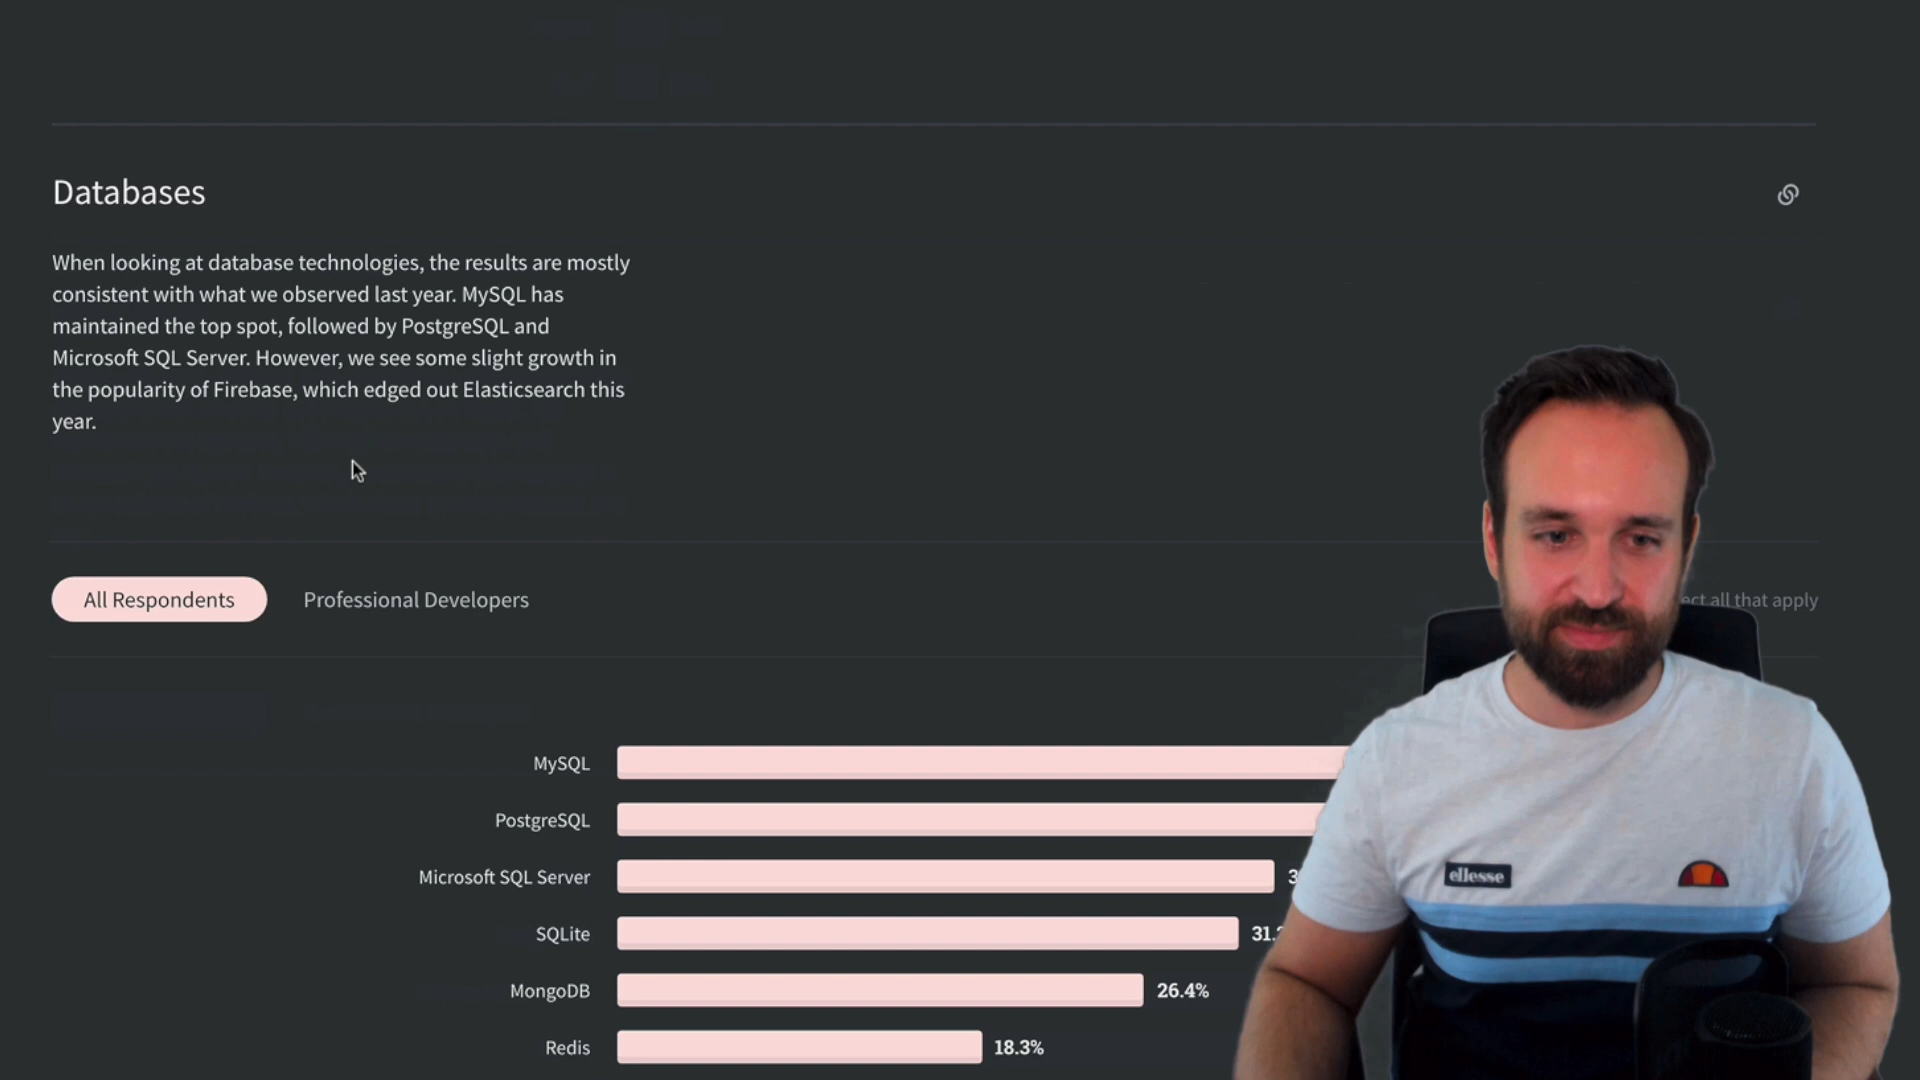 Databases
When looking at database technologies, the results are mostly
consistent with what we observed last year. MySQL has
maintained the top spot, followed by PostgreSQL and
Microsoft SQL Server. However, we see some slight growth in
the popularity of Firebase, which edged out Elasticsearch this
year.
All Respondents
Professional Developers
all that apply
MySQL
PostgreSQL
Microsoft SQL Server
SQLite
MongoDB 26.4%
Redis 18.3%
ellesse